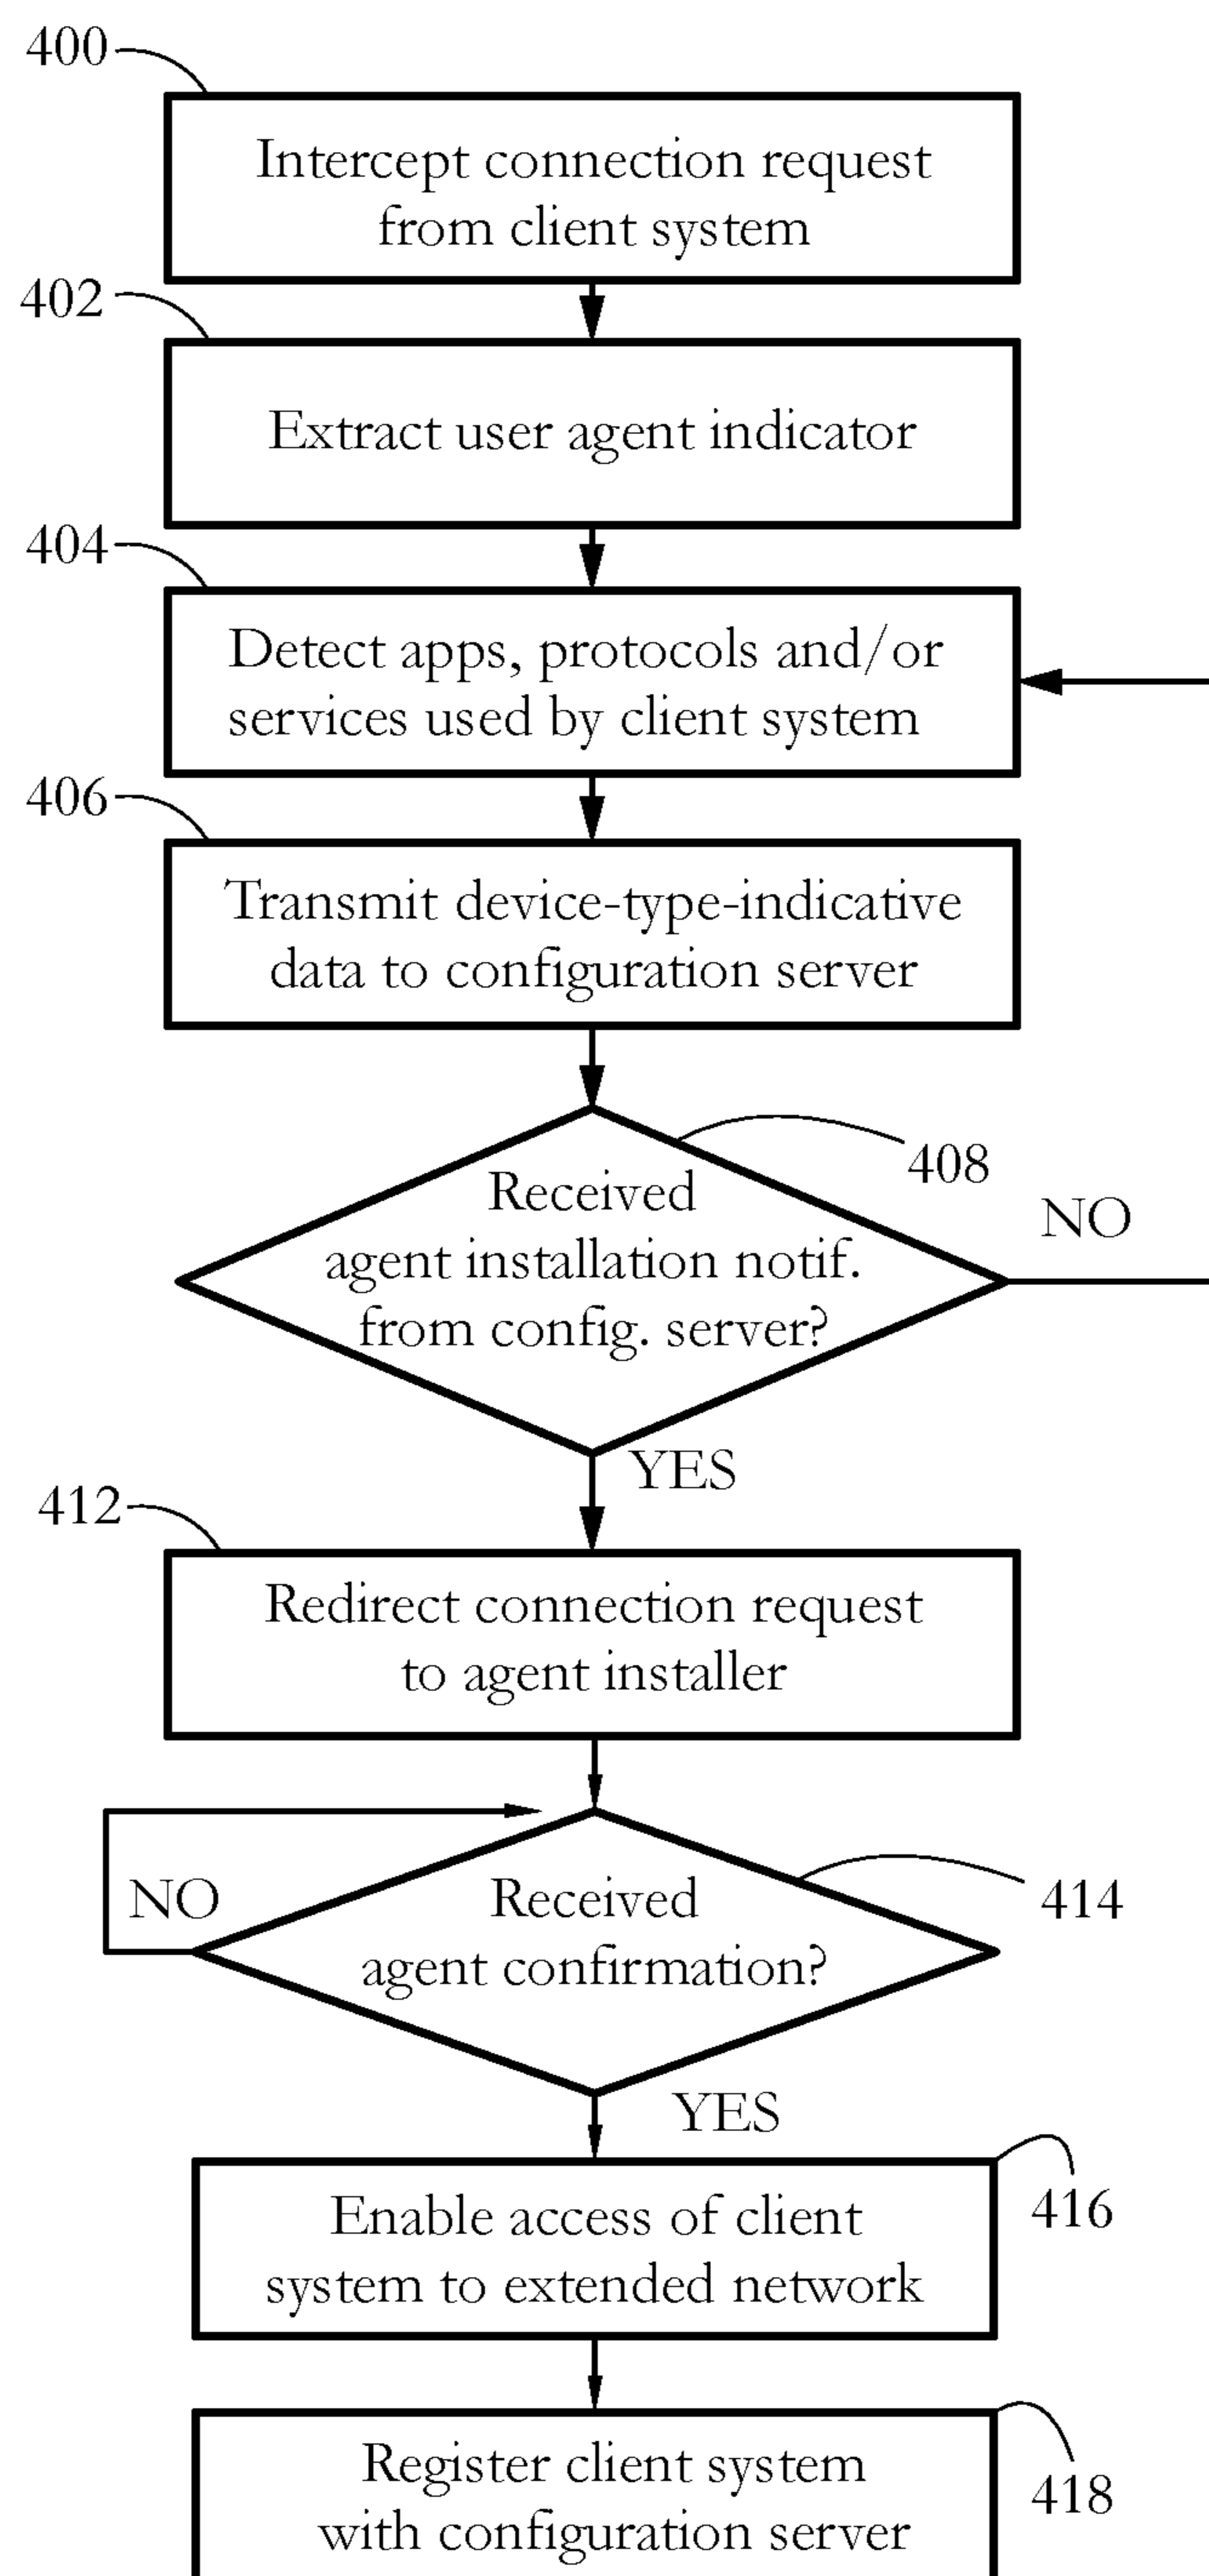 400
Intercept connection request
from client system
402
Extract user agent indicator
404
Detect apps, protocols and/or
services used by client system
406
Transmit device-type-indicative
data to configuration server
408
Received
agent installation notif.
from config. server?
NO
YES
412
Redirect connection request
to agent installer
NO
Received
agent confirmation?
414
YES
Enable access of client
system to extended network
416
Register client system
with configuration server
418